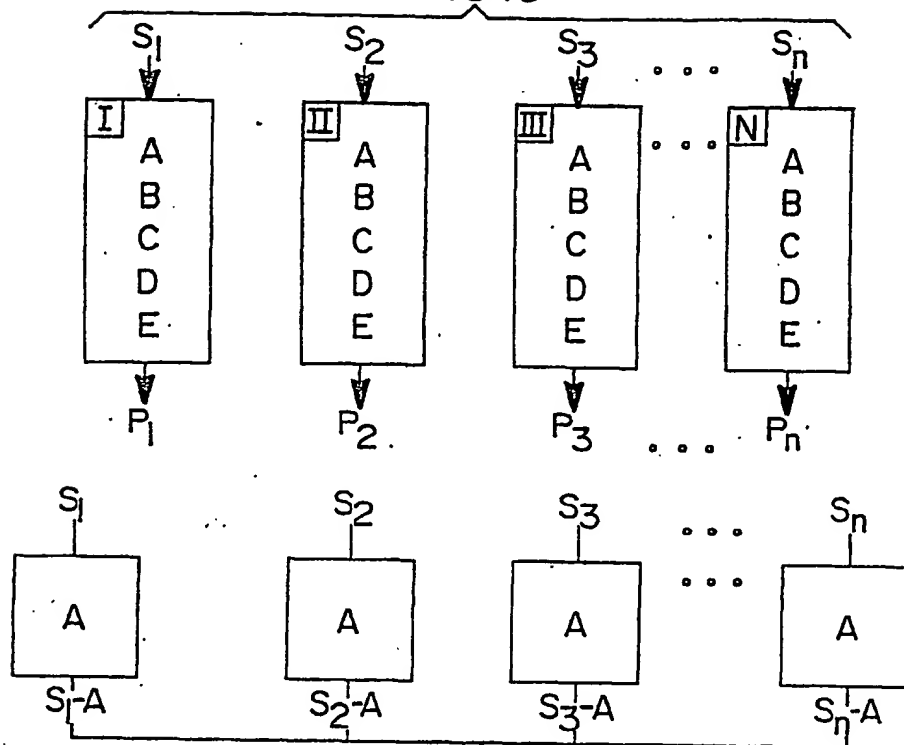 S1 S2 S3 ... Sn
I II III ... N
A A A A
B B B B
C C C C
D D D D
E E E E
P1 P2 P3 ... Pn
S1 S2 S3 ... Sn
...
A A A A
S1-A S2-A S3-A Sn-A